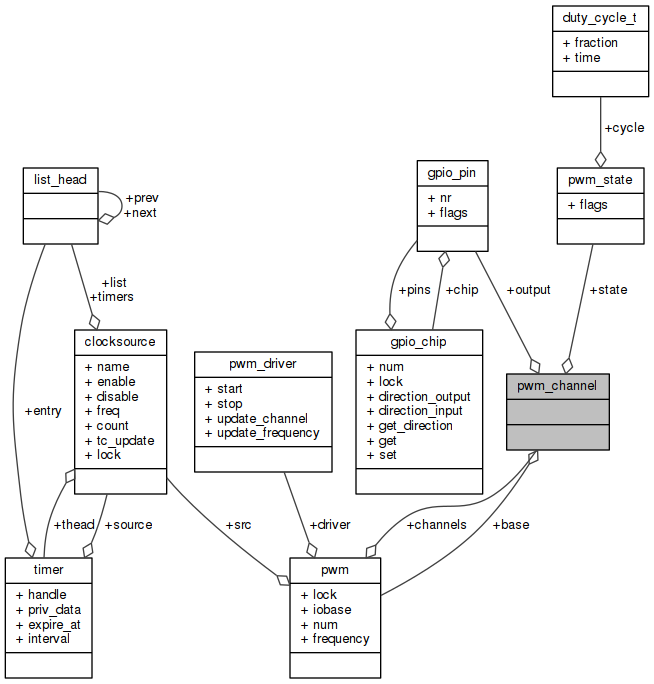 duty_cycle_t
+ fraction
+ time
+cycle
list_head
+prev
+next
gpio_pin
+ nr
+ flags
pwm_state
+ flags
+list
+timers
+pins
+chip
+output
+state
clocksource
+ name
+ enable
+ disable
+ freq
+ count
+ tc_update
+ lock
pwm_driver
+ start
+ stop
+ update_channel
+ update_frequency
gpio_chip
+ num
+ lock
+ direction_output
+ direction_input
+ get_direction
+ get
+ set
pwm_channel
+entry
+thead
+source
+src
+driver
+channels
+base
timer
+ handle
+ priv_data
+ expire_at
+ interval
pwm
+ lock
+ iobase
+ num
+ frequency